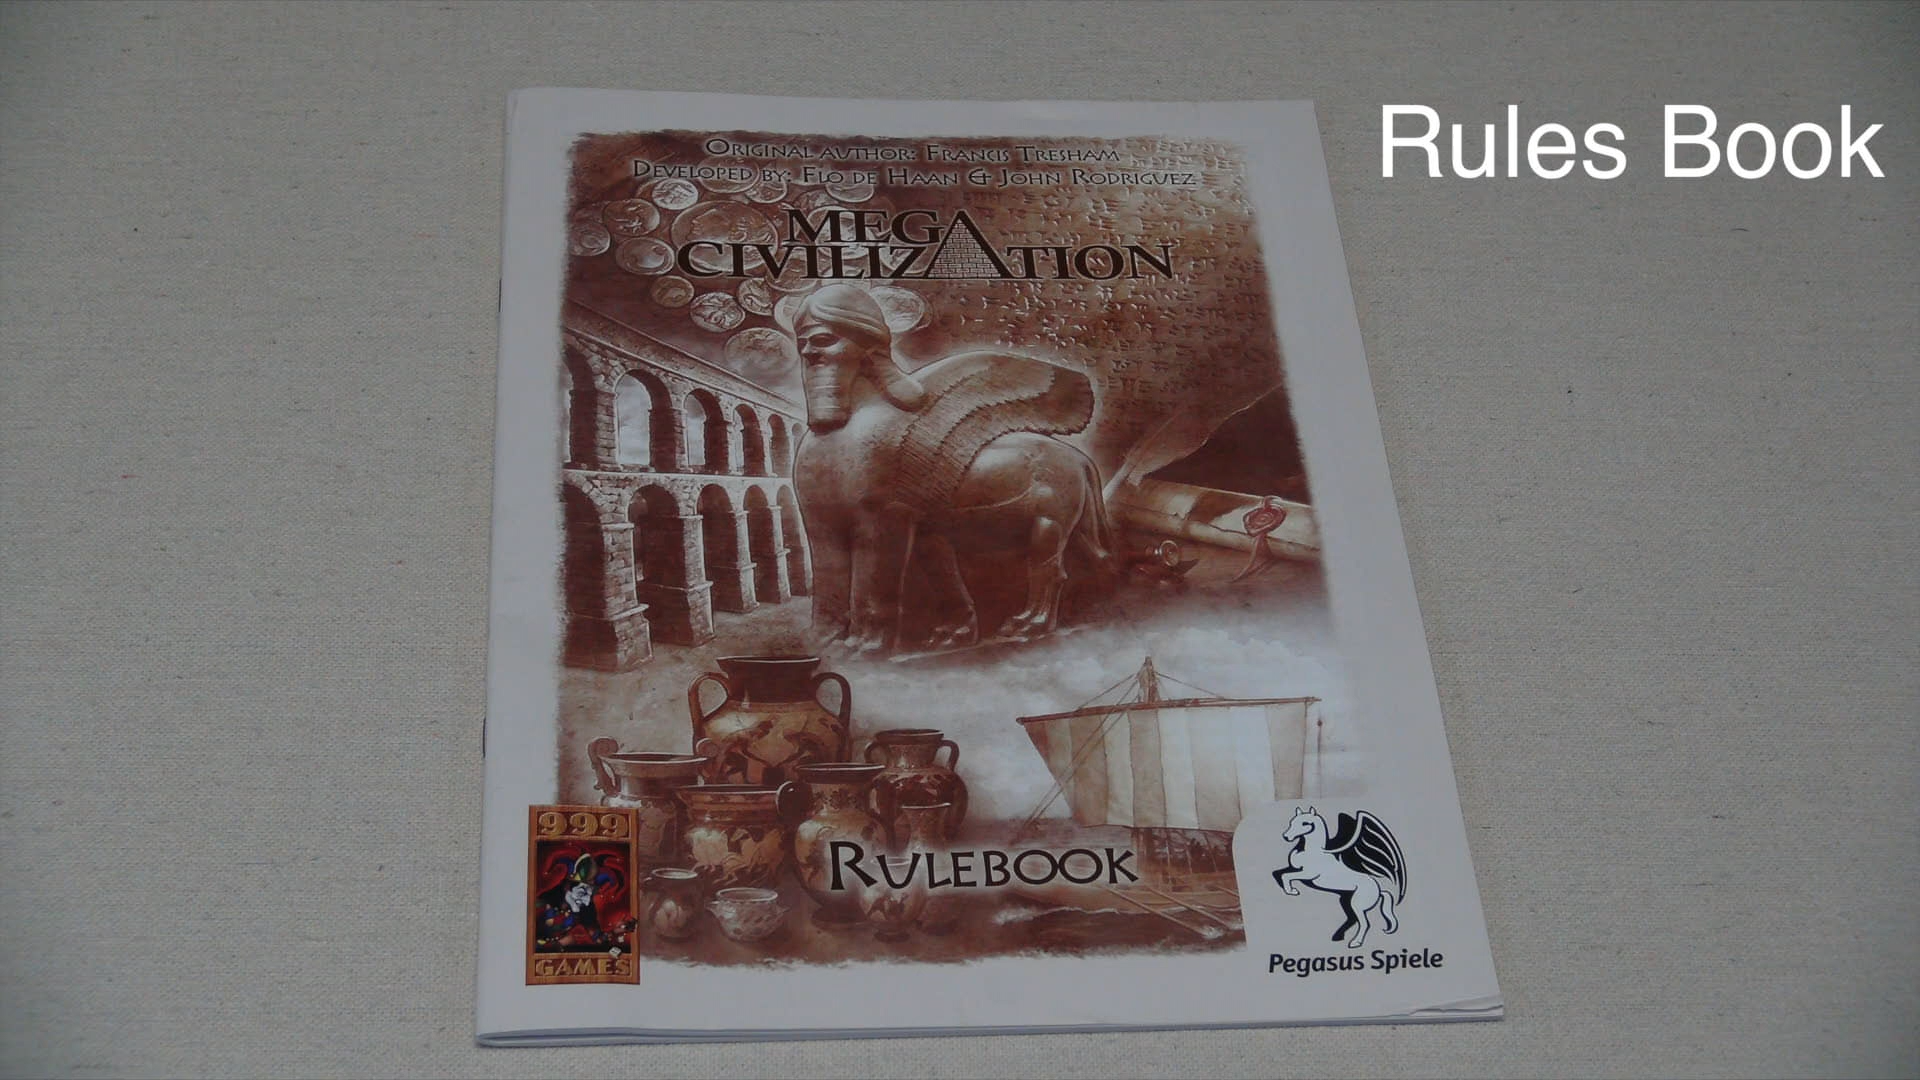 Rules Book
Original author: Francis Tresham
Developed by: Flo de Haan & John Rodriguez
MEGA
CIVILIZATION
Rulebook
999
GAMES
Pegasus Spiele